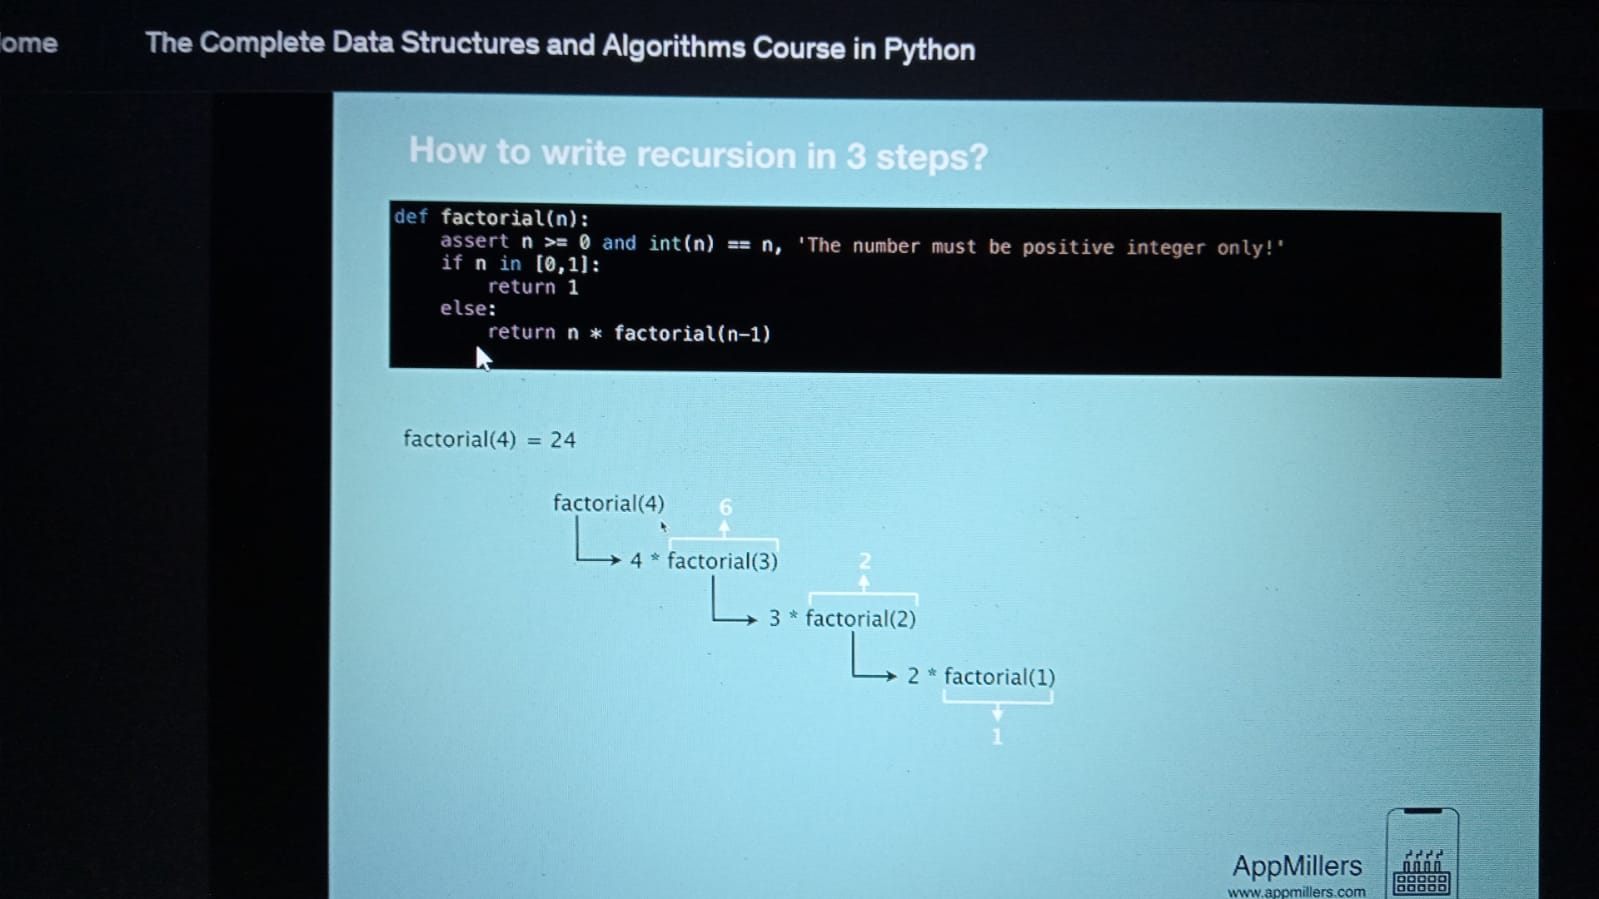 ome
The Complete Data Structures and Algorithms Course in Python
How to write recursion in 3 steps?
def factorial(n):
assert n >= 0 and int(n) == n, 'The number must be positive integer only!'
if n in [0,1]:
return 1
else:
return n * factorial(n-1)
factorial(4) = 24
factorial(4)
6
4 * factorial(3)
2
3 * factorial(2)
2 * factorial(1)
1
AppMillers
www.appmillers.com